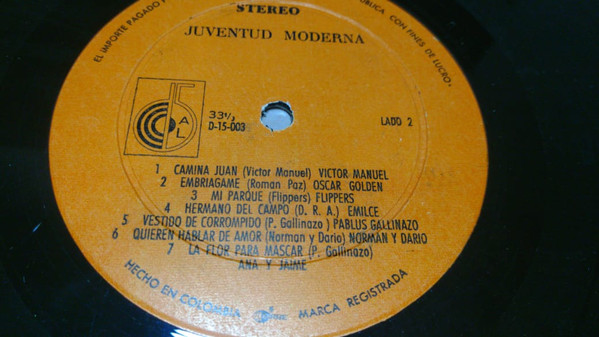 STEREO
JUVENTUD MODERNA
EL IMPORTE PAGADO
BLICA, CON FINES DE LUCRO.
5
AL
33⅓
D-15-003
LADO 2
1 CAMINA JUAN (Victor Manuel) VICTOR MANUEL
2 EMBRIAGAME (Roman Paz) OSCAR GOLDEN
3 MI PARQUE (Flippers) FLIPPERS
4 HERMANO DEL CAMPO (D. R. A.) EMILCE
5 VESTIDO DE CORROMPIDO (P. Gallinazo) PABLUS GALLINAZO
6 QUIEREN HABLAR DE AMOR (Norman y Dario) NORMAN Y DARIO
7 LA FLOR PARA MASCAR (P. Gallinazo)
ANA Y JAIME
HECHO EN COLOMBIA MARCA REGISTRADA